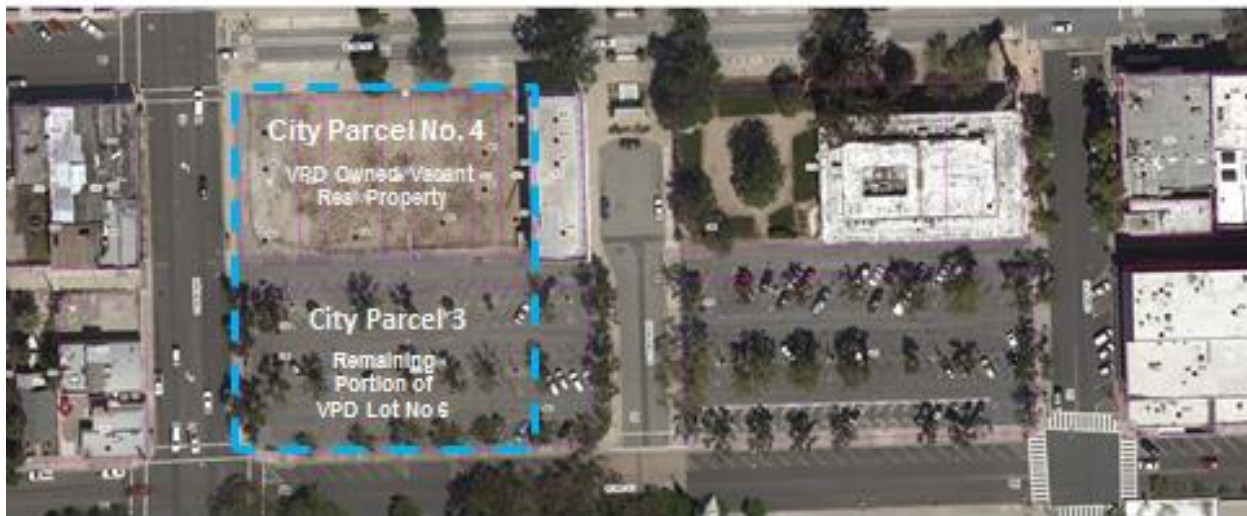 City Parcel No. 4
VPD Owned Vacant
Real Property
City Parcel 3
Remaining
Portion of
VPD Lot No 6